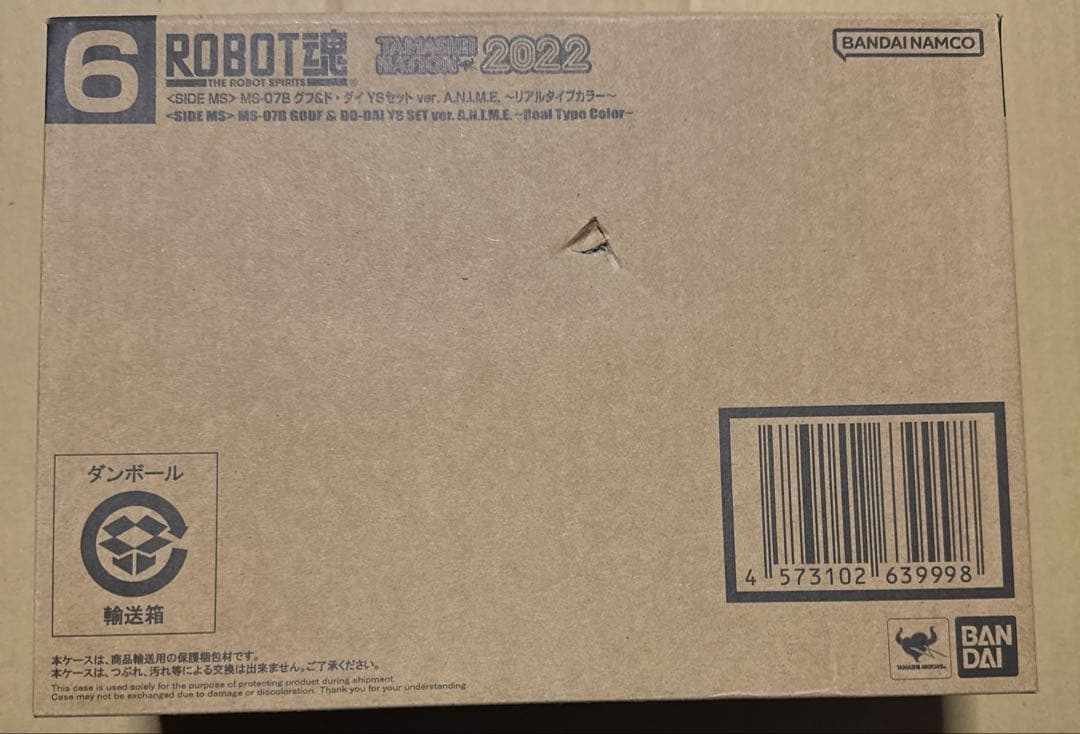 6
ROBOT魂
THE ROBOT SPIRITS
TAMASHII NATION 2022
BANDAI NAMCO
<SIDE MS> MS-07B グフ&ド・ダイYSセット ver. A.N.I.M.E. 〜リアルタイプカラー〜
<SIDE MS> MS-07B GOUF & DO-DAI YS SET ver. A.N.I.M.E. ~Real Type Color~
ダンボール
輸送箱
4 573102 639998
本ケースは、商品輸送用の保護梱包材です。
本ケースは、つぶれ、汚れ等による交換は出来ません。ご了承ください。
This case is used solely for the purpose of protecting product during shipment.
Case may not be exchanged due to damage or discoloration. Thank you for your understanding.
TAMASHII NATIONS
BAN
DAI